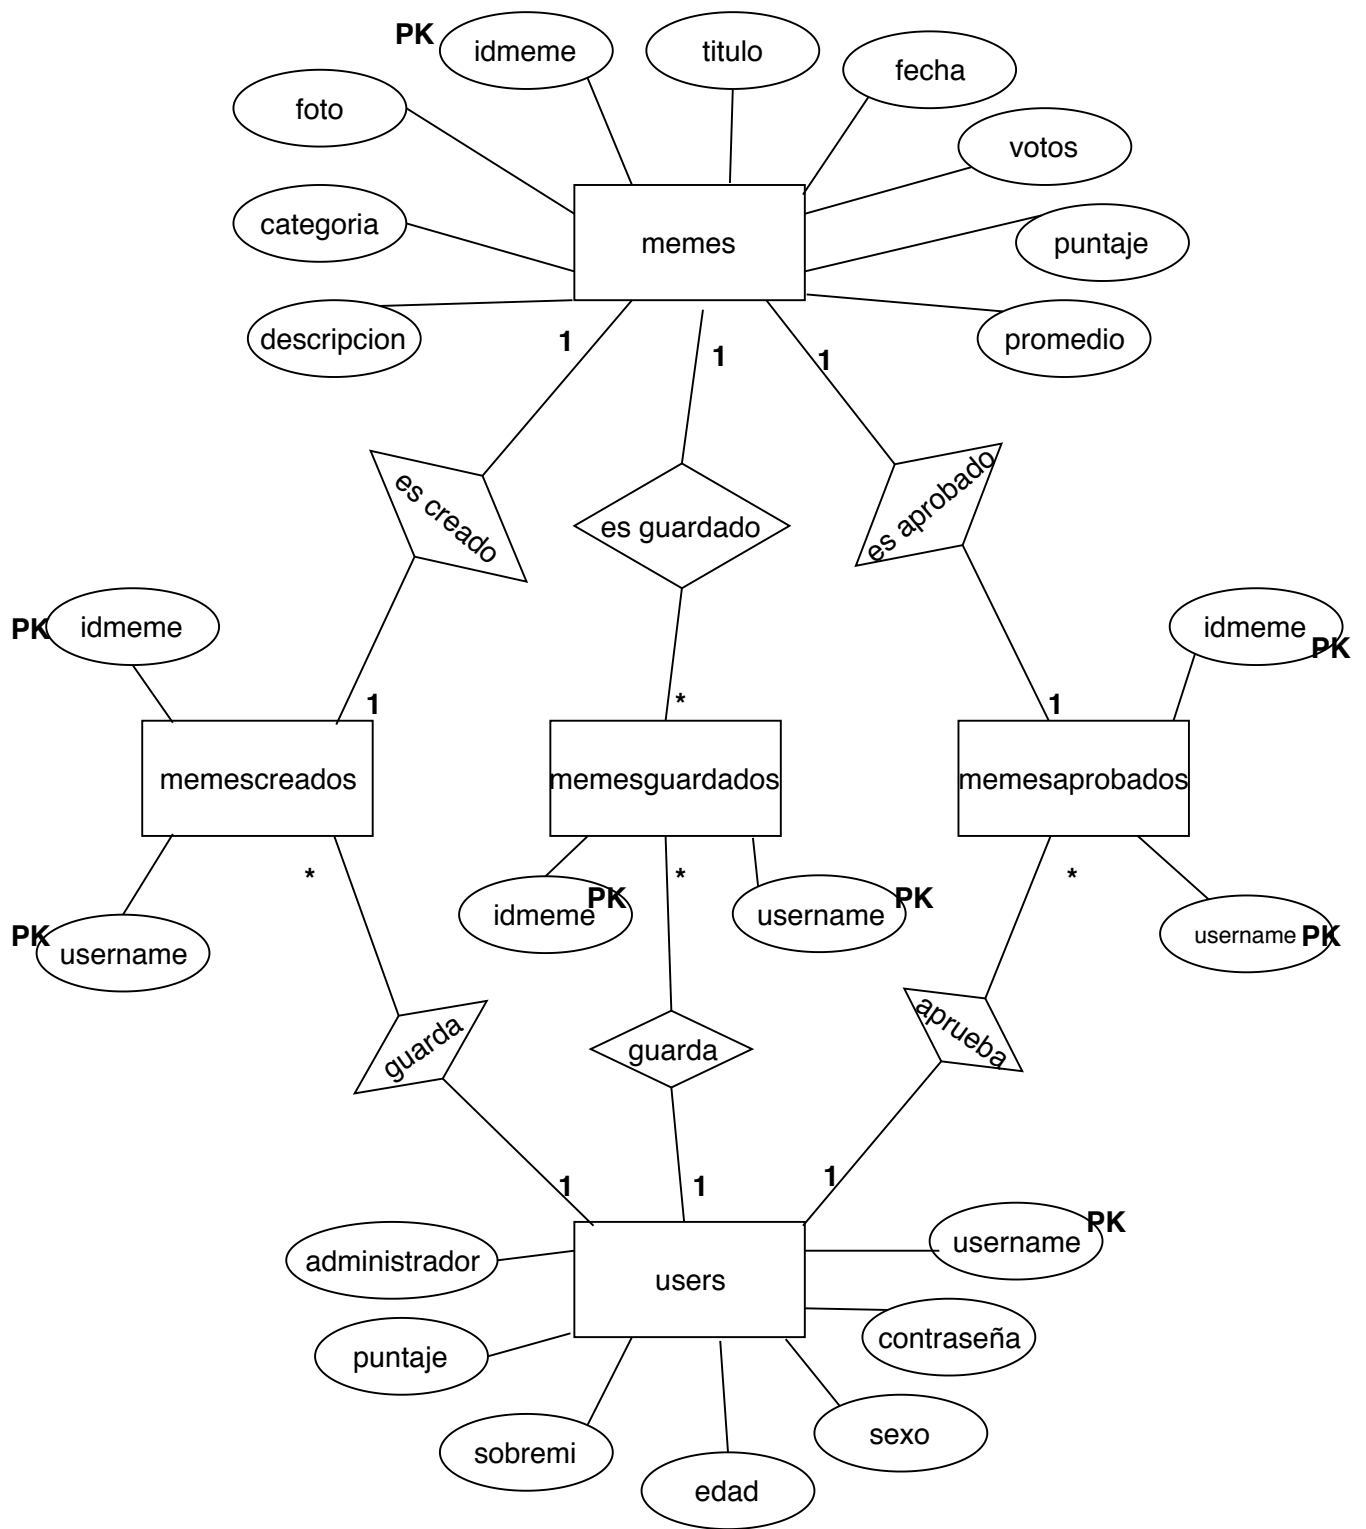 PK
idmeme
titulo
fecha
foto
votos
categoria
memes
puntaje
descripcion
promedio
1
1
1
es creado
es guardado
es aprobado
PK
idmeme
idmeme
PK
1
*
1
memescreados
memesguardados
memesaprobados
*
*
*
PK
username
idmeme
PK
username
PK
username
PK
guarda
guarda
aprueba
1
1
1
administrador
users
username
PK
puntaje
contraseña
sobremi
edad
sexo